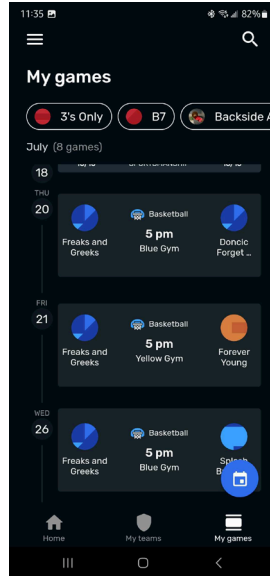 11:35
82%
My games
3's Only
B7
Backside A
July (8 games)
18
THU
20
Basketball
5 pm
Blue Gym
Freaks and
Greeks
Doncic
Forget ...
FRI
21
Basketball
5 pm
Yellow Gym
Freaks and
Greeks
Forever
Young
WED
26
Basketball
5 pm
Blue Gym
Freaks and
Greeks
Home
My teams
My games